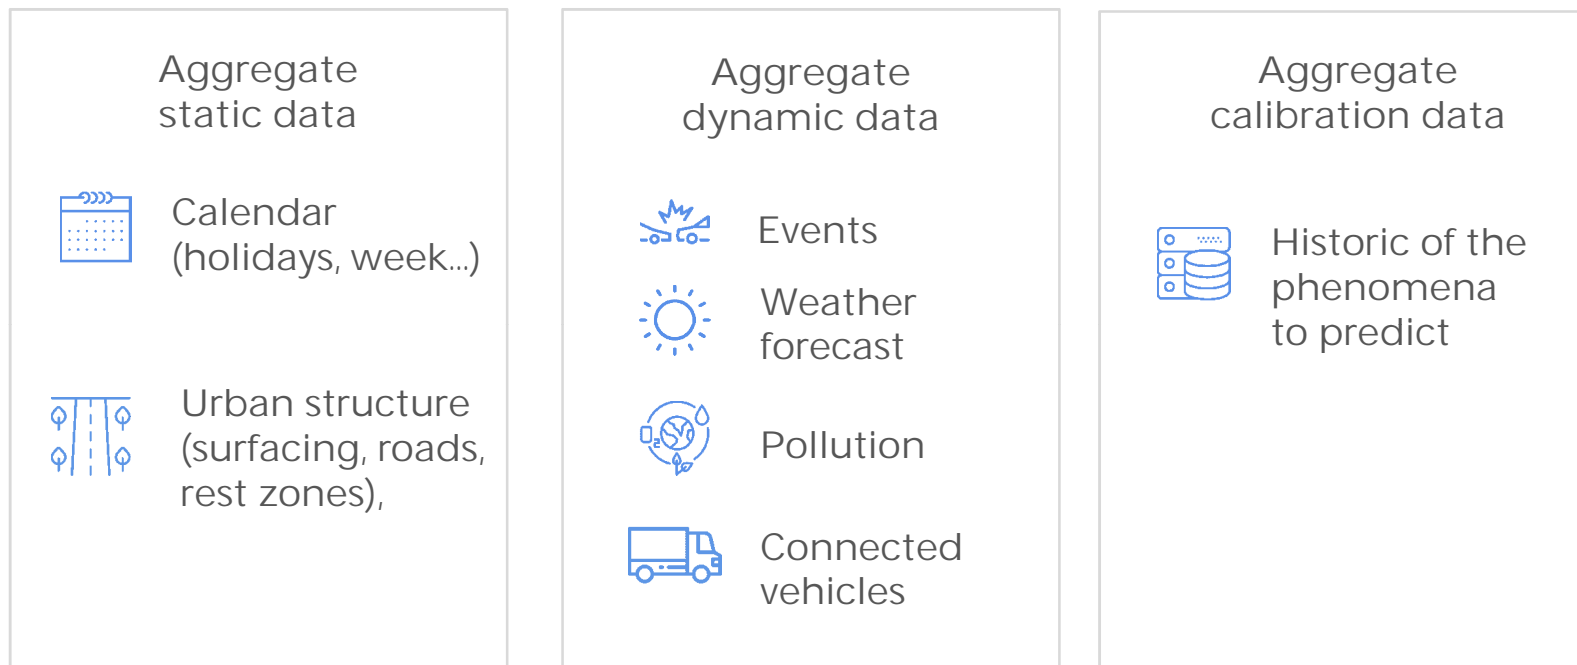 Aggregate
static data
Calendar
(holidays, week...)
Urban structure
(surfacing, roads,
rest zones),
Aggregate
dynamic data
Events
Weather
forecast
O2
Pollution
Connected
vehicles
Aggregate
calibration data
Historic of the
phenomena
to predict